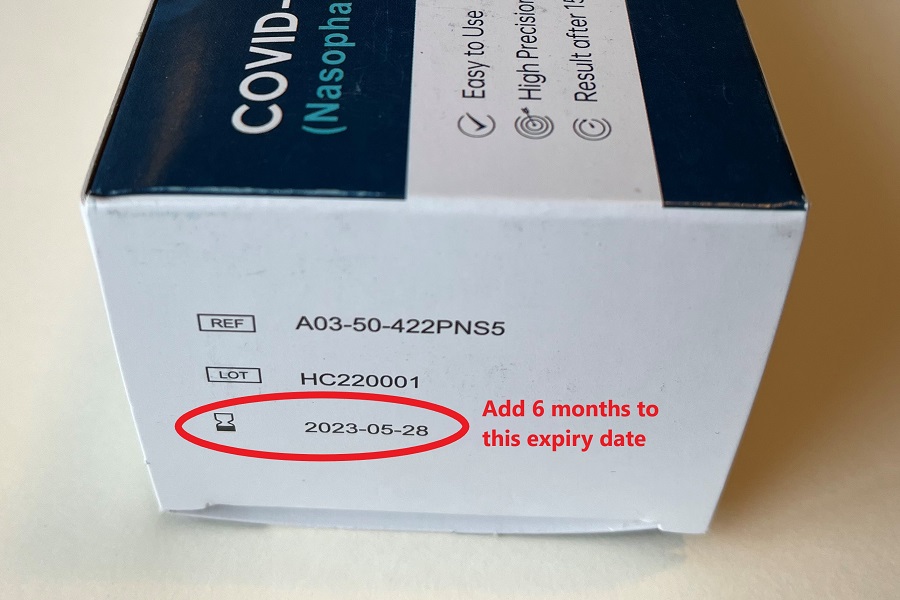 COVID-
(Nasopha
Easy to Use
High Precision
Result after 15
REF A03-50-422PNS5
LOT HC220001
2023-05-28
Add 6 months to
this expiry date